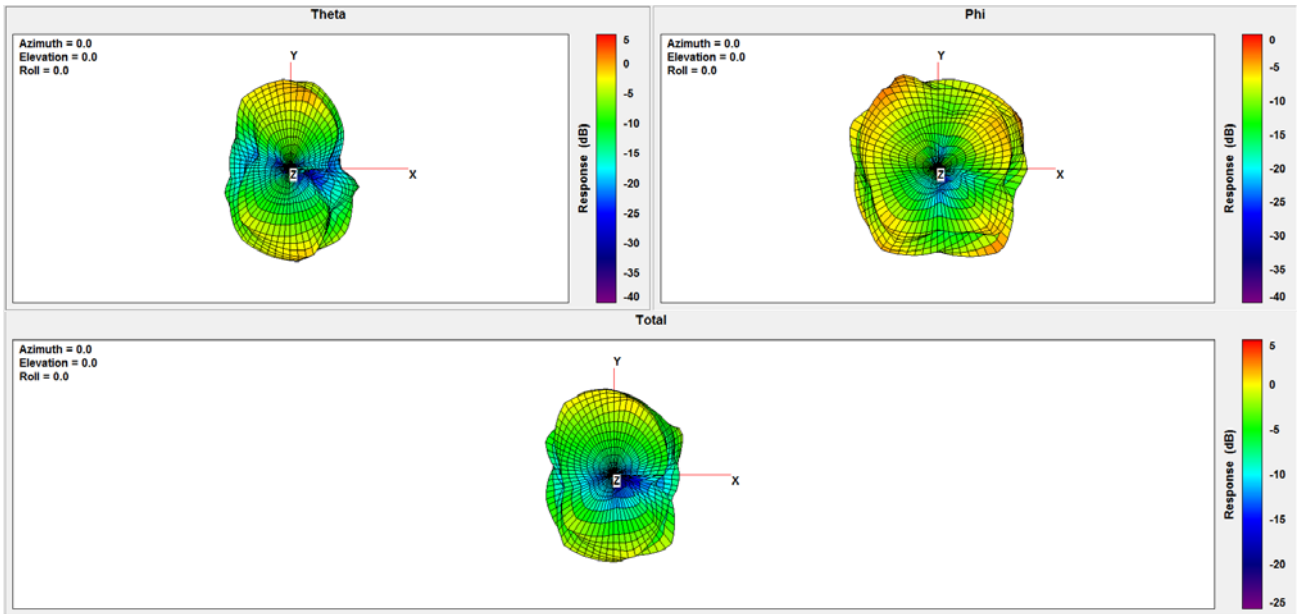 Theta
Azimuth = 0.0
Elevation = 0.0
Roll = 0.0
Y
X
Z
Response (dB)
5
0
-5
-10
-15
-20
-25
-30
-35
-40
Phi
Azimuth = 0.0
Elevation = 0.0
Roll = 0.0
Y
X
Z
Response (dB)
0
-5
-10
-15
-20
-25
-30
-35
-40
Total
Azimuth = 0.0
Elevation = 0.0
Roll = 0.0
Y
X
Z
Response (dB)
5
0
-5
-10
-15
-20
-25